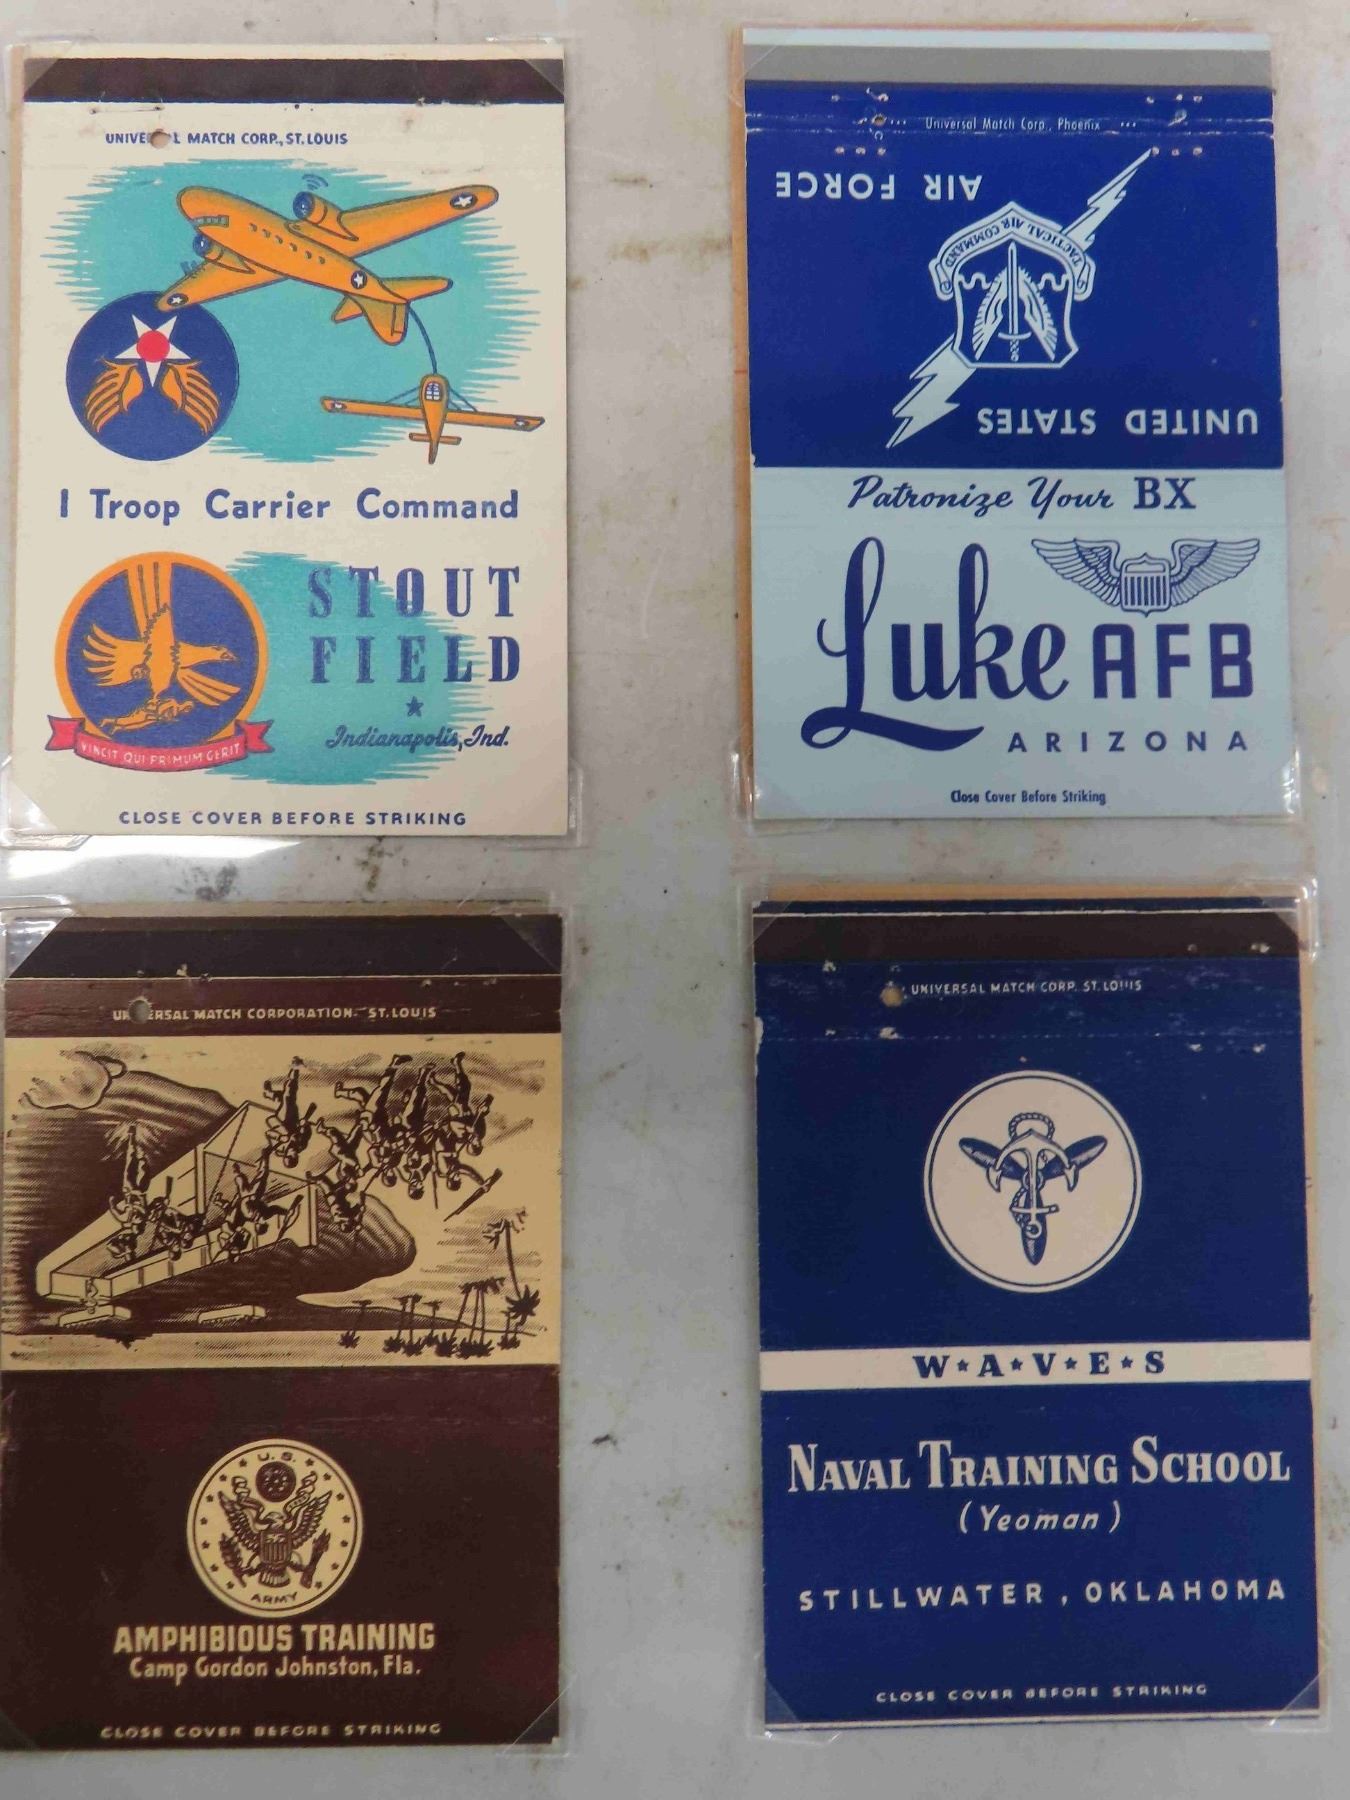 UNIVE L MATCH CORP., ST. LOUIS
I Troop Carrier Command
STOUT
FIELD
Indianapolis, Ind.
VINCIT QUI PRIMUM GERIT
CLOSE COVER BEFORE STRIKING
Universal Match Corp., Phoenix
UNITED STATES
TACTICAL AIR COMMAND
AIR FORCE
Patronize Your BX
Luke AFB
ARIZONA
Close Cover Before Striking
UN ERSAL MATCH CORPORATION - ST. LOUIS
U.S.
ARMY
AMPHIBIOUS TRAINING
Camp Gordon Johnston, Fla.
CLOSE COVER BEFORE STRIKING
UNIVERSAL MATCH CORP. ST. LOUIS
W★A★V★E★S
NAVAL TRAINING SCHOOL
(Yeoman)
STILLWATER, OKLAHOMA
CLOSE COVER BEFORE STRIKING